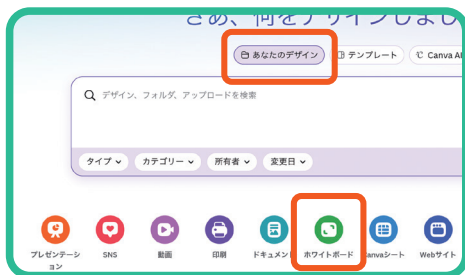 さあ、何をデザインしまし
あなたのデザイン
テンプレート
Canva AI
デザイン、フォルダ、アップロードを検索
タイプ
カテゴリー
所有者
変更日
プレゼンテーシ
ョン
SNS
動画
印刷
ドキュメント
ホワイトボード
Canvaシート
Webサイト